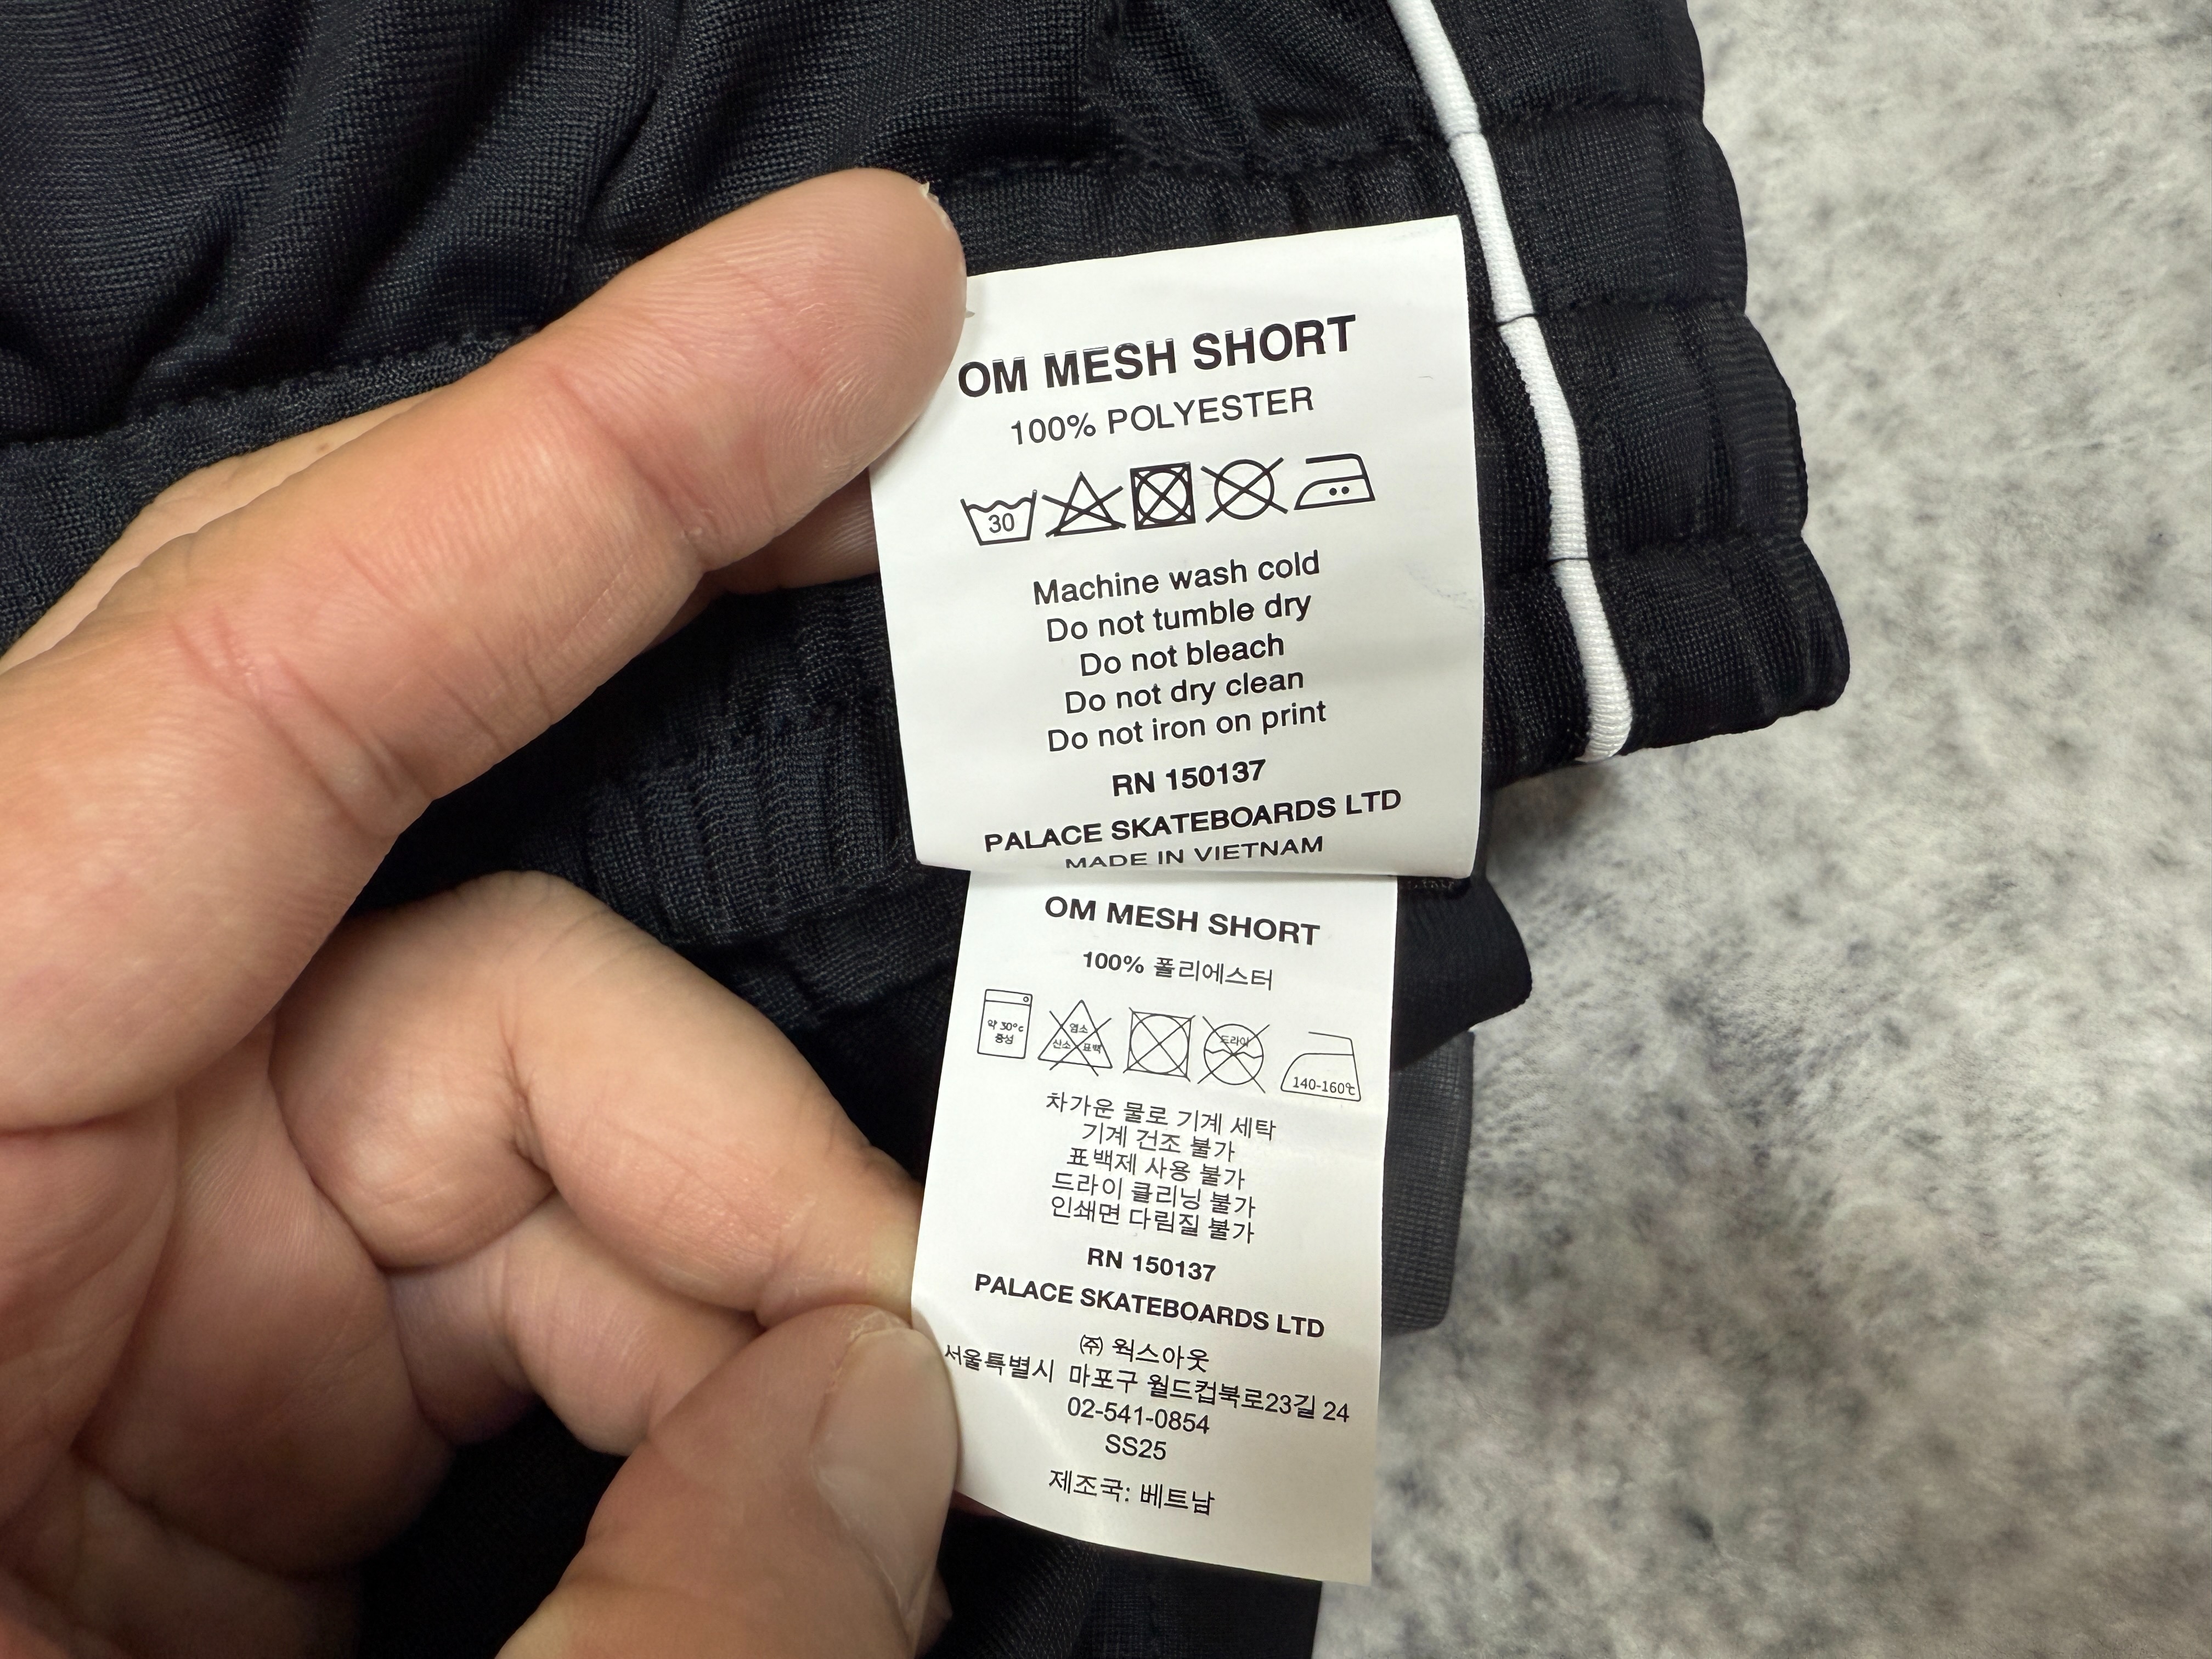 OM MESH SHORT
100% POLYESTER
30
Machine wash cold
Do not tumble dry
Do not bleach
Do not dry clean
Do not iron on print
RN 150137
PALACE SKATEBOARDS LTD
MADE IN VIETNAM
OM MESH SHORT
100% 폴리에스터
약 30°c
중성
염소
산소 표백
드라이
140-160℃
차가운 물로 기계 세탁
기계 건조 불가
표백제 사용 불가
드라이 클리닝 불가
인쇄면 다림질 불가
RN 150137
PALACE SKATEBOARDS LTD
㈜ 웍스아웃
서울특별시 마포구 월드컵북로23길 24
02-541-0854
SS25
제조국: 베트남